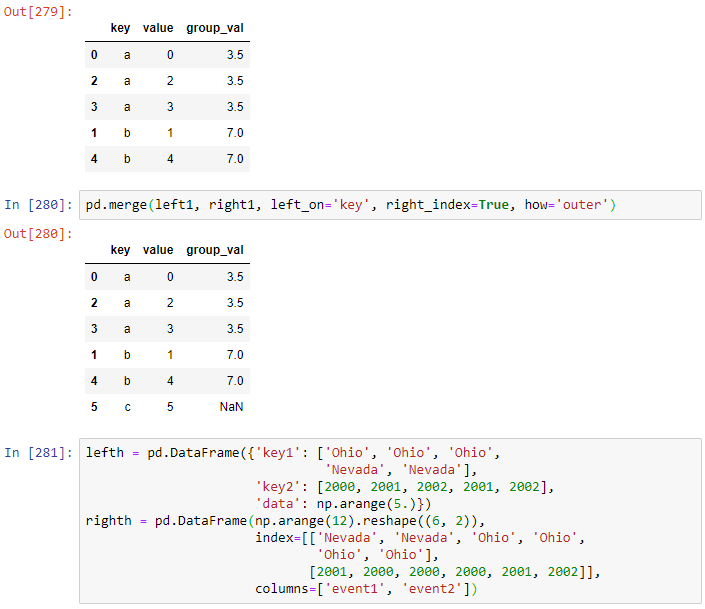 Out[279]:
key value group_val
0 a 0 3.5
2 a 2 3.5
3 a 3 3.5
1 b 1 7.0
4 b 4 7.0
In [280]: pd.merge(left1, right1, left_on='key', right_index=True, how='outer')
Out[280]:
key value group_val
0 a 0 3.5
2 a 2 3.5
3 a 3 3.5
1 b 1 7.0
4 b 4 7.0
5 c 5 NaN
In [281]: lefth = pd.DataFrame({'key1': ['Ohio', 'Ohio', 'Ohio',
'Nevada', 'Nevada'],
'key2': [2000, 2001, 2002, 2001, 2002],
'data': np.arange(5.)})
righth = pd.DataFrame(np.arange(12).reshape((6, 2)),
index=[['Nevada', 'Nevada', 'Ohio', 'Ohio',
'Ohio', 'Ohio'],
[2001, 2000, 2000, 2000, 2001, 2002]],
columns=['event1', 'event2'])